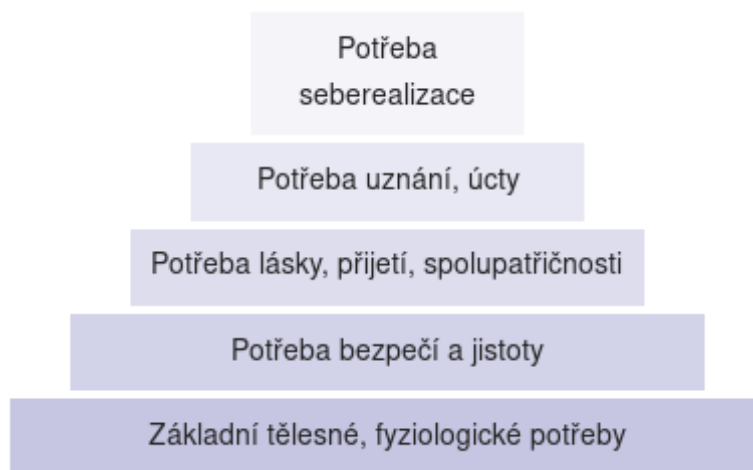 Potřeba
seberealizace
Potřeba uznání, úcty
Potřeba lásky, přijetí, spolupatřičnosti
Potřeba bezpečí a jistoty
Základní tělesné, fyziologické potřeby